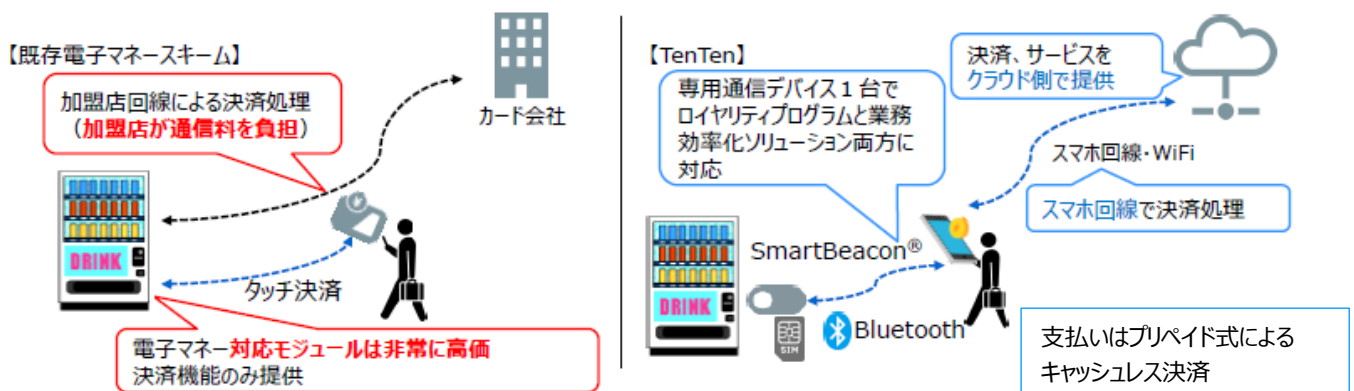 【既存電子マネースキーム】
加盟店回線による決済処理
（加盟店が通信料を負担）
カード会社
DRINK
タッチ決済
電子マネー対応モジュールは非常に高価
決済機能のみ提供
【TenTen】
専用通信デバイス１台で
ロイヤリティプログラムと業務
効率化ソリューション両方に
対応
決済、サービスを
クラウド側で提供
スマホ回線・WiFi
スマホ回線で決済処理
SmartBeacon®
DRINK
SIM
Bluetooth
支払いはプリペイド式による
キャッシュレス決済